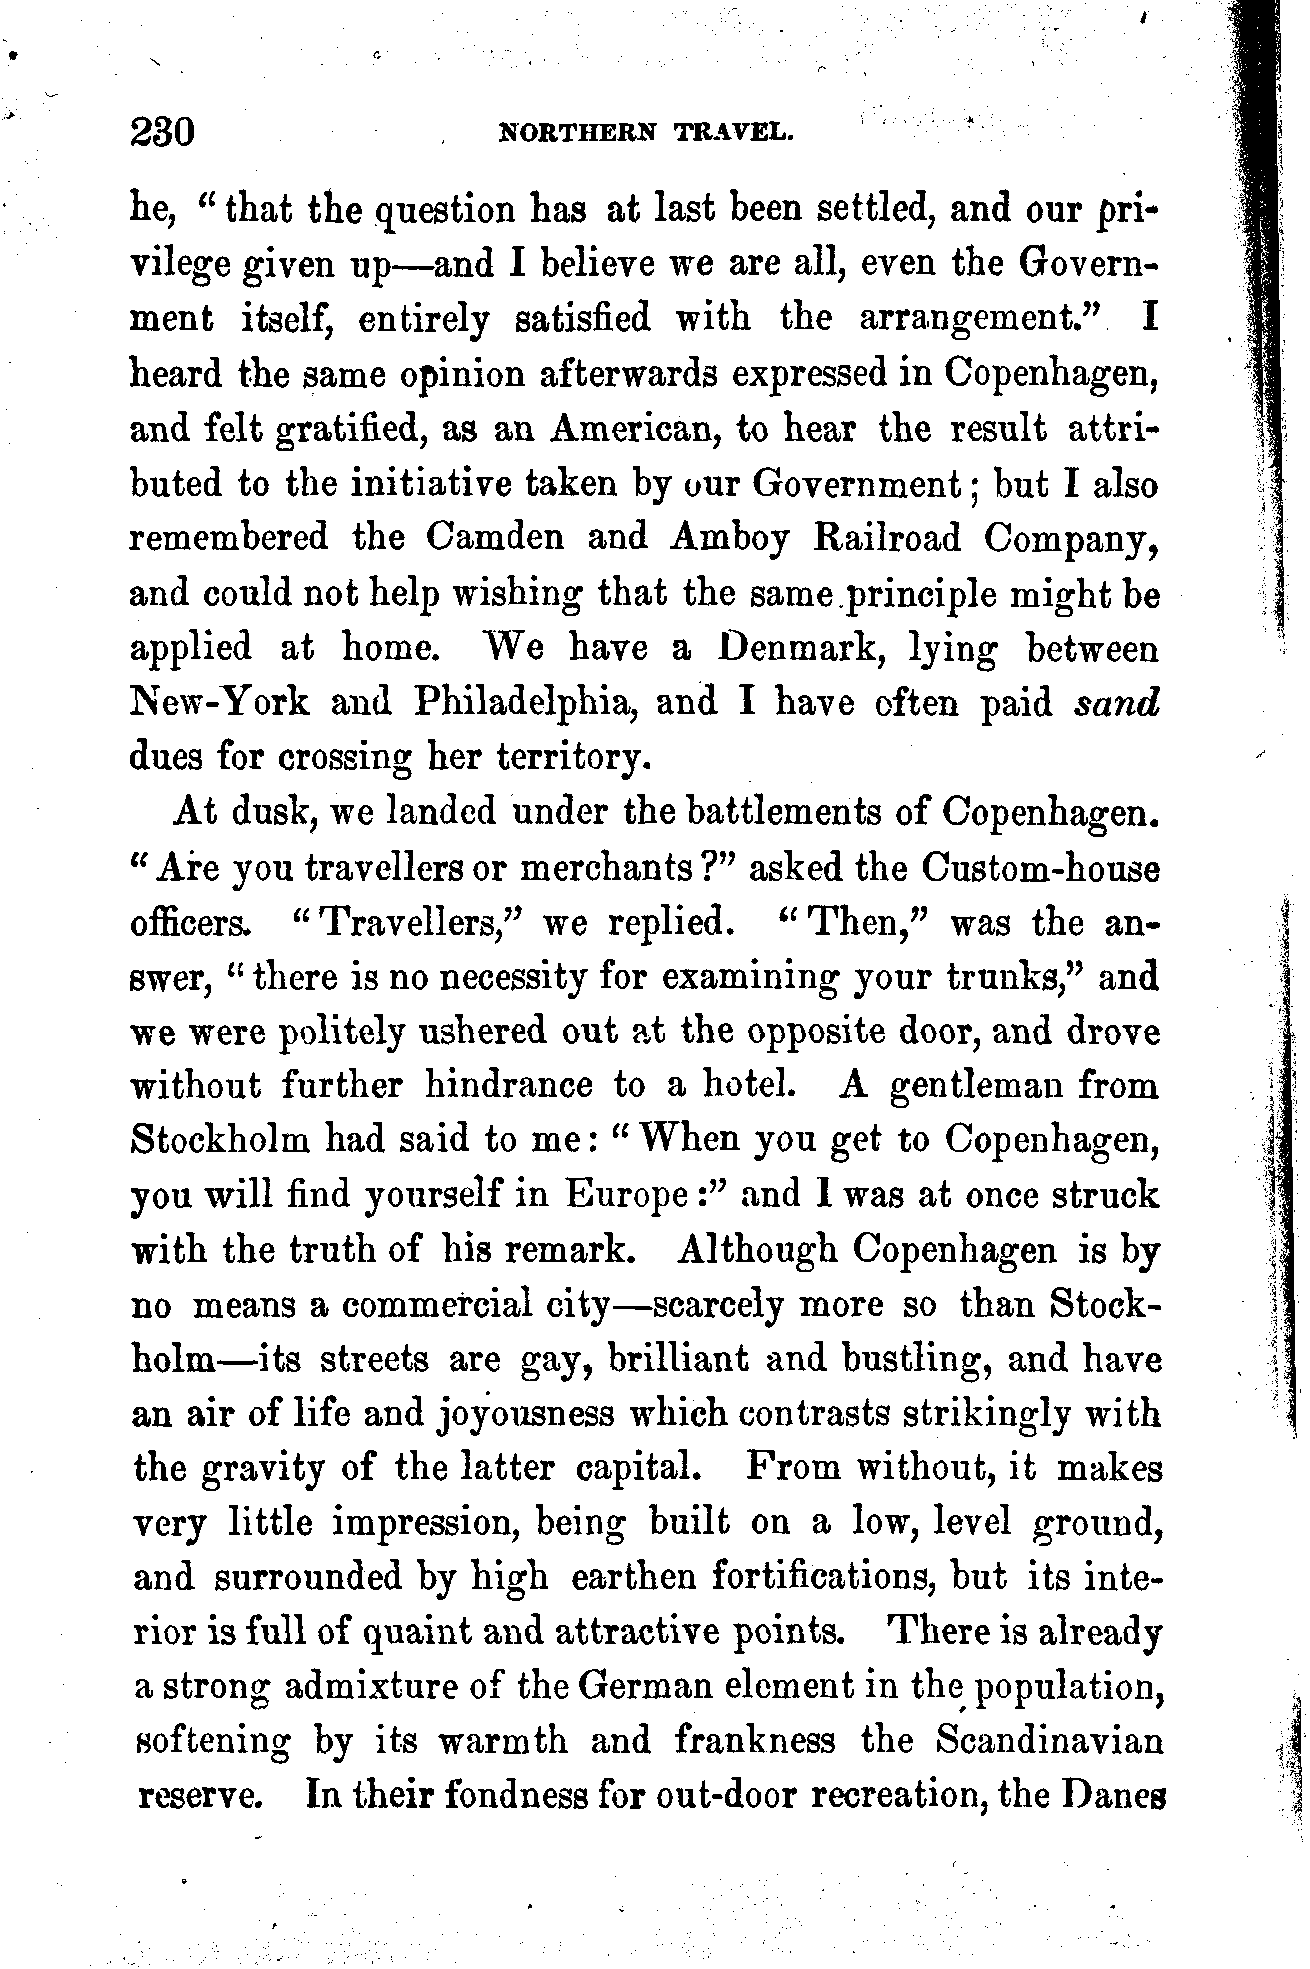 230 NORTHERN TRAVEL.
he, “that the question has at last been settled, and our pri-
vilege given up—and I believe we are all, even the Govern-
ment itself, entirely satisfied with the arrangement.” I
heard the same opinion afterwards expressed in Copenhagen,
and felt gratified, as an American, to hear the result attri-
buted to the initiative taken by our Government; but I also
remembered the Camden and Amboy Railroad Company,
and could not help wishing that the same principle might be
applied at home. We have a Denmark, lying between
New-York and Philadelphia, and I have often paid sand
dues for crossing her territory.
At dusk, we landed under the battlements of Copenhagen.
“Are you travellers or merchants?” asked the Custom-house
officers. “Travellers,” we replied. “Then,” was the an-
swer, “there is no necessity for examining your trunks,” and
we were politely ushered out at the opposite door, and drove
without further hindrance to a hotel. A gentleman from
Stockholm had said to me: “When you get to Copenhagen,
you will find yourself in Europe:” and I was at once struck
with the truth of his remark. Although Copenhagen is by
no means a commercial city—scarcely more so than Stock-
holm—its streets are gay, brilliant and bustling, and have
an air of life and joyousness which contrasts strikingly with
the gravity of the latter capital. From without, it makes
very little impression, being built on a low, level ground,
and surrounded by high earthen fortifications, but its inte-
rior is full of quaint and attractive points. There is already
a strong admixture of the German element in the population,
softening by its warmth and frankness the Scandinavian
reserve. In their fondness for out-door recreation, the Danes